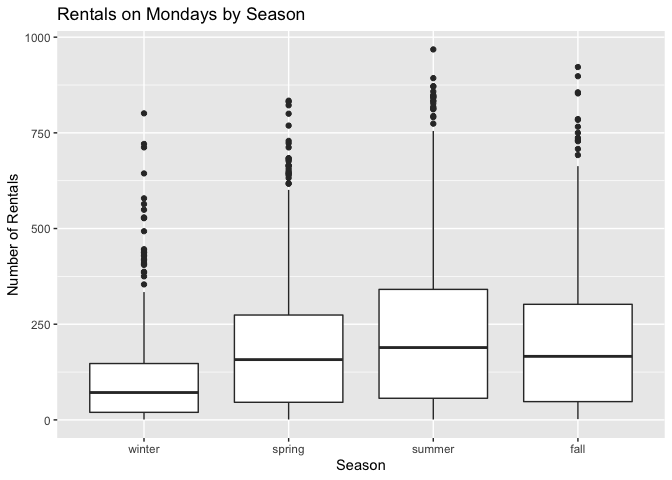 Rentals on Mondays by Season
1000
750
500
250
0
Number of Rentals
winter spring summer fall
Season